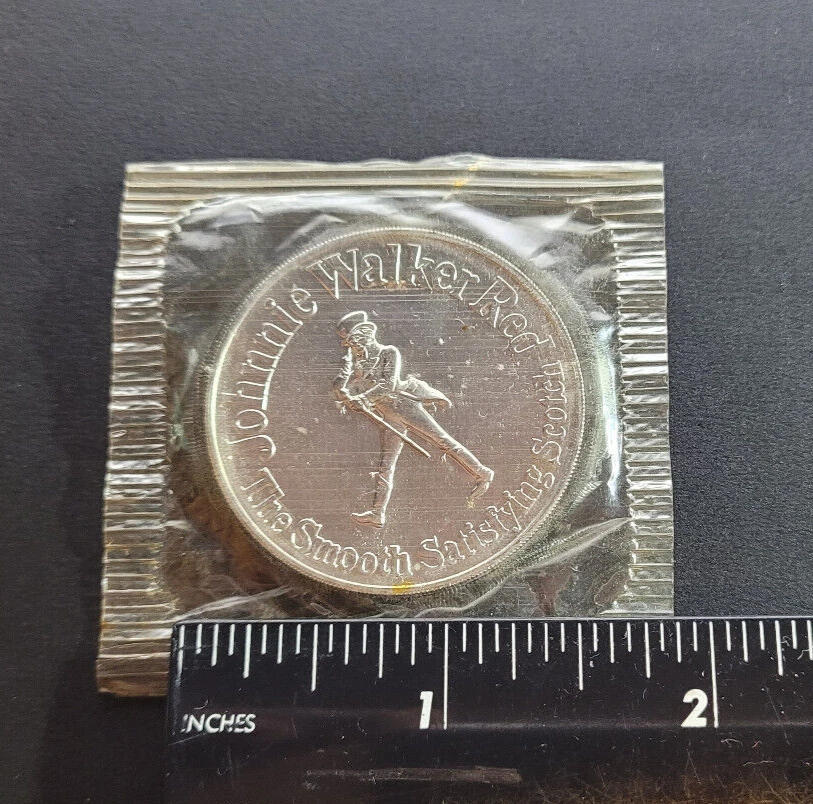 Johnnie Walker Red
The Smooth Satisfying Scotch
1
2
INCHES